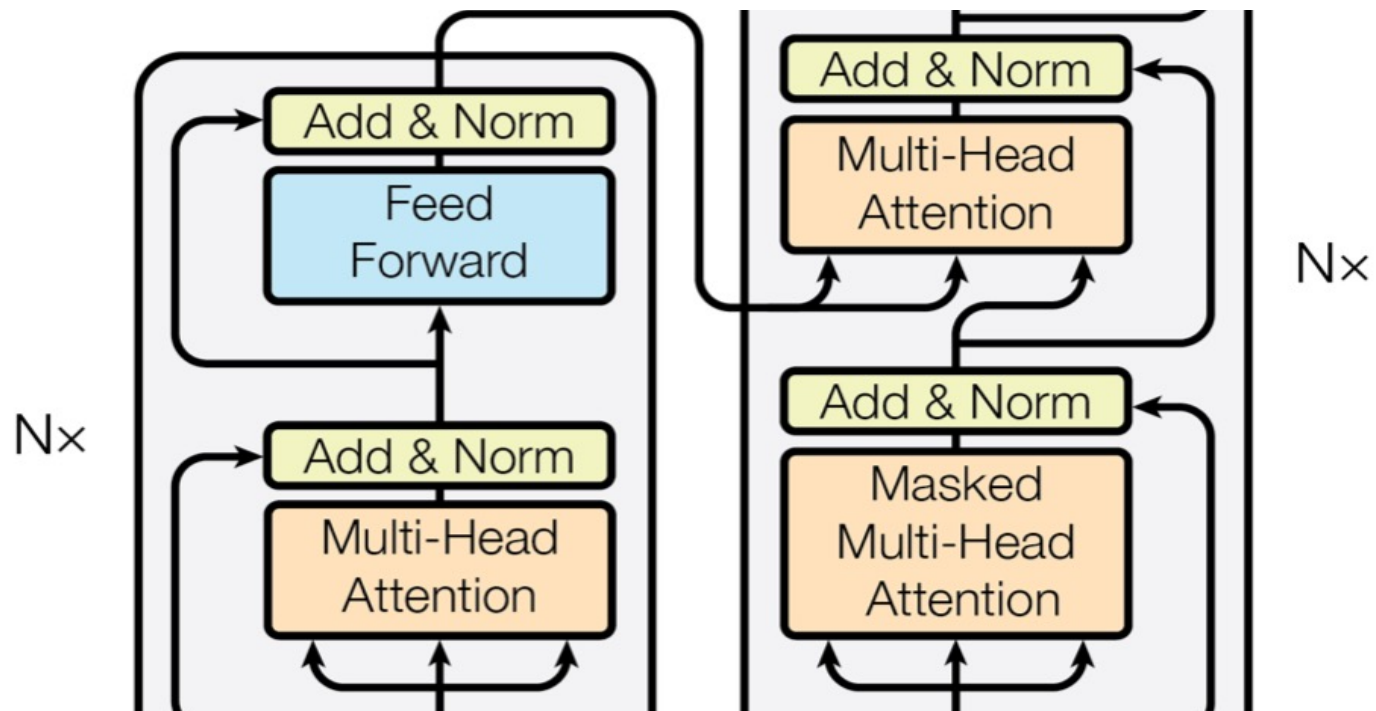 Add & Norm
Feed
Forward
Nx
Add & Norm
Multi-Head
Attention
Add & Norm
Multi-Head
Attention
Nx
Add & Norm
Masked
Multi-Head
Attention